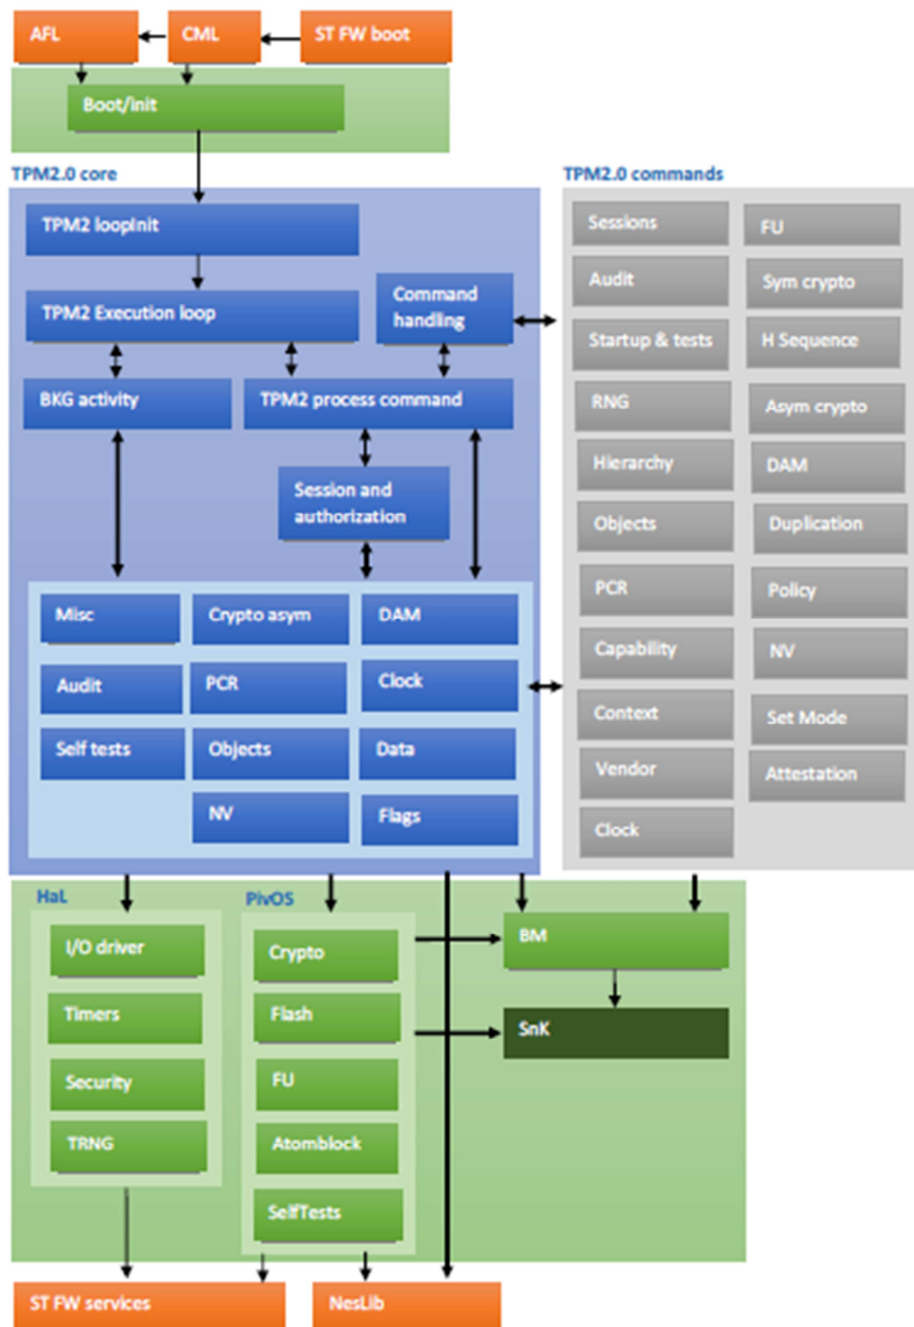 AFL
CML
ST FW boot
Boot/init
TPM2.0 core
TPM2 loopInit
TPM2 Execution loop
Command
handling
BKG activity
TPM2 process command
Session and
authorization
Misc
Crypto asym
DAM
Audit
PCR
Clock
Self tests
Objects
Data
NV
Flags
TPM2.0 commands
Sessions
FU
Audit
Sym crypto
Startup & tests
H Sequence
RNG
Asym crypto
Hierarchy
DAM
Objects
Duplication
PCR
Policy
Capability
NV
Context
Set Mode
Vendor
Attestation
Clock
HaL
I/O driver
Timers
Security
TRNG
PivOS
Crypto
Flash
FU
Atomblock
SelfTests
BM
SnK
ST FW services
NesLib